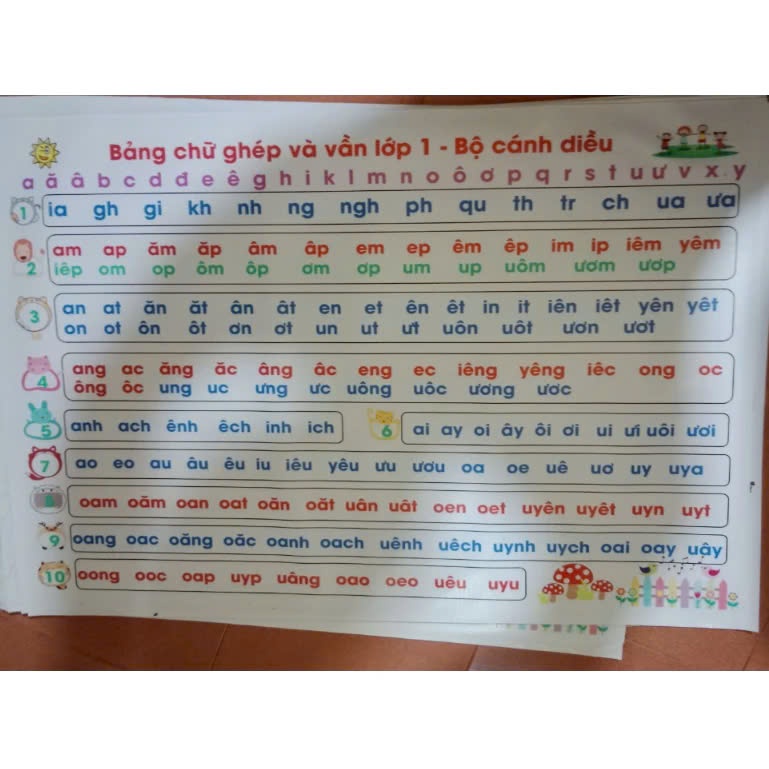 Bảng chữ ghép và vần lớp 1 - Bộ cánh diều
a ă â b c d đ e ê g h i k l m n o ô ơ p q r s t u ư v x y
1 ia gh gi kh nh ng ngh ph qu th tr ch ua ưa
2 am ap ăm ăp âm âp em ep êm êp im ip iêm yêm
iêp om op ôm ôp ơm ơp um up uôm ươm ươp
3 an at ăn ăt ân ât en et ên êt in it iên iêt yên yêt
on ot ôn ôt ơn ơt un ut ưt uôn uôt ươn ươt
4 ang ac ăng ăc âng âc eng ec iêng yêng iêc ong oc
ông ôc ung uc ưng ưc uông uôc ương ươc
5 anh ach ênh êch inh ich
6 ai ay oi ây ôi ơi ui ưi uôi ươi
7 ao eo au âu êu iu iêu yêu ưu ươu oa oe uê uơ uy uya
8 oam oăm oan oat oăn oăt uân uât oen oet uyên uyêt uyn uyt
9 oang oac oăng oăc oanh oach uênh uêch uynh uych oai oay uây
10 oong ooc oap uyp uâng oao oeo uêu uyu